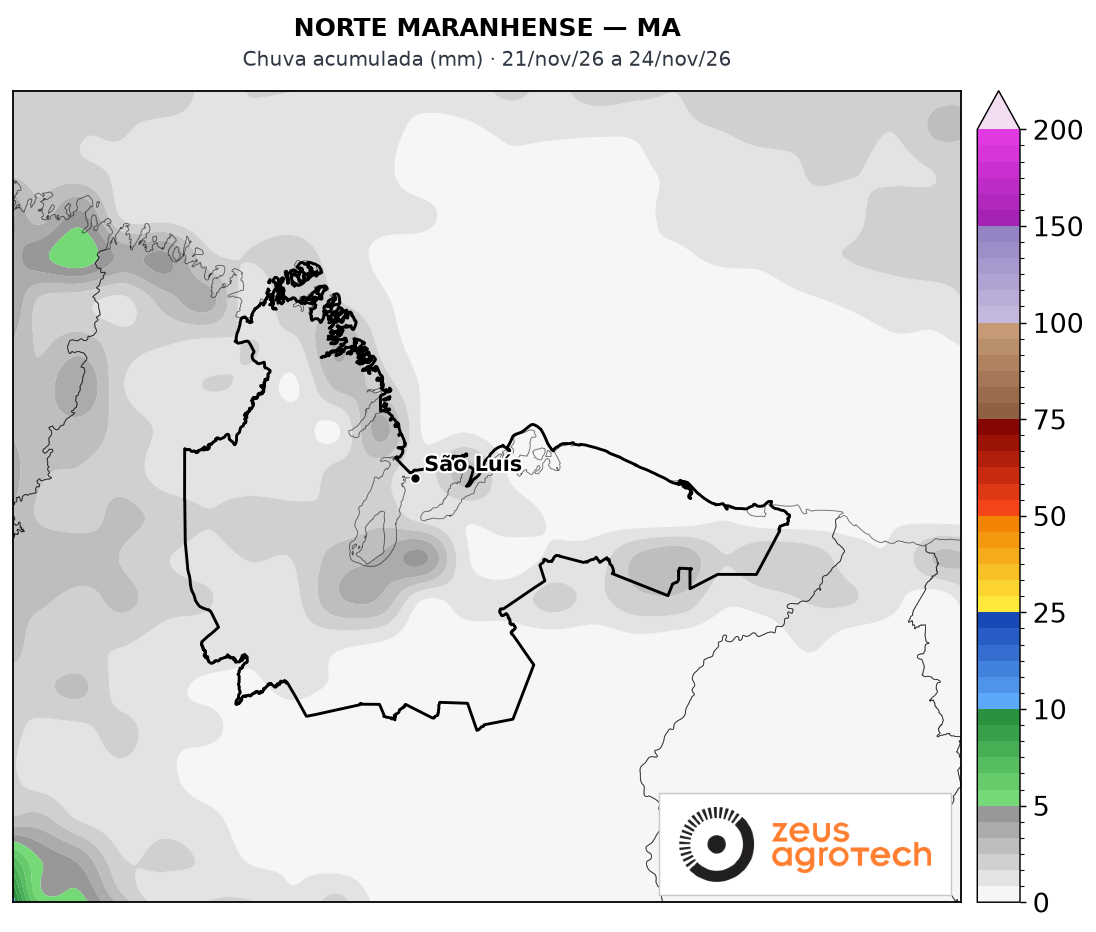 NORTE MARANHENSE — MA
Chuva acumulada (mm) · 21/nov/26 a 24/nov/26
200
150
100
75
50
25
10
5
0
São Luís
zeus
agrotech